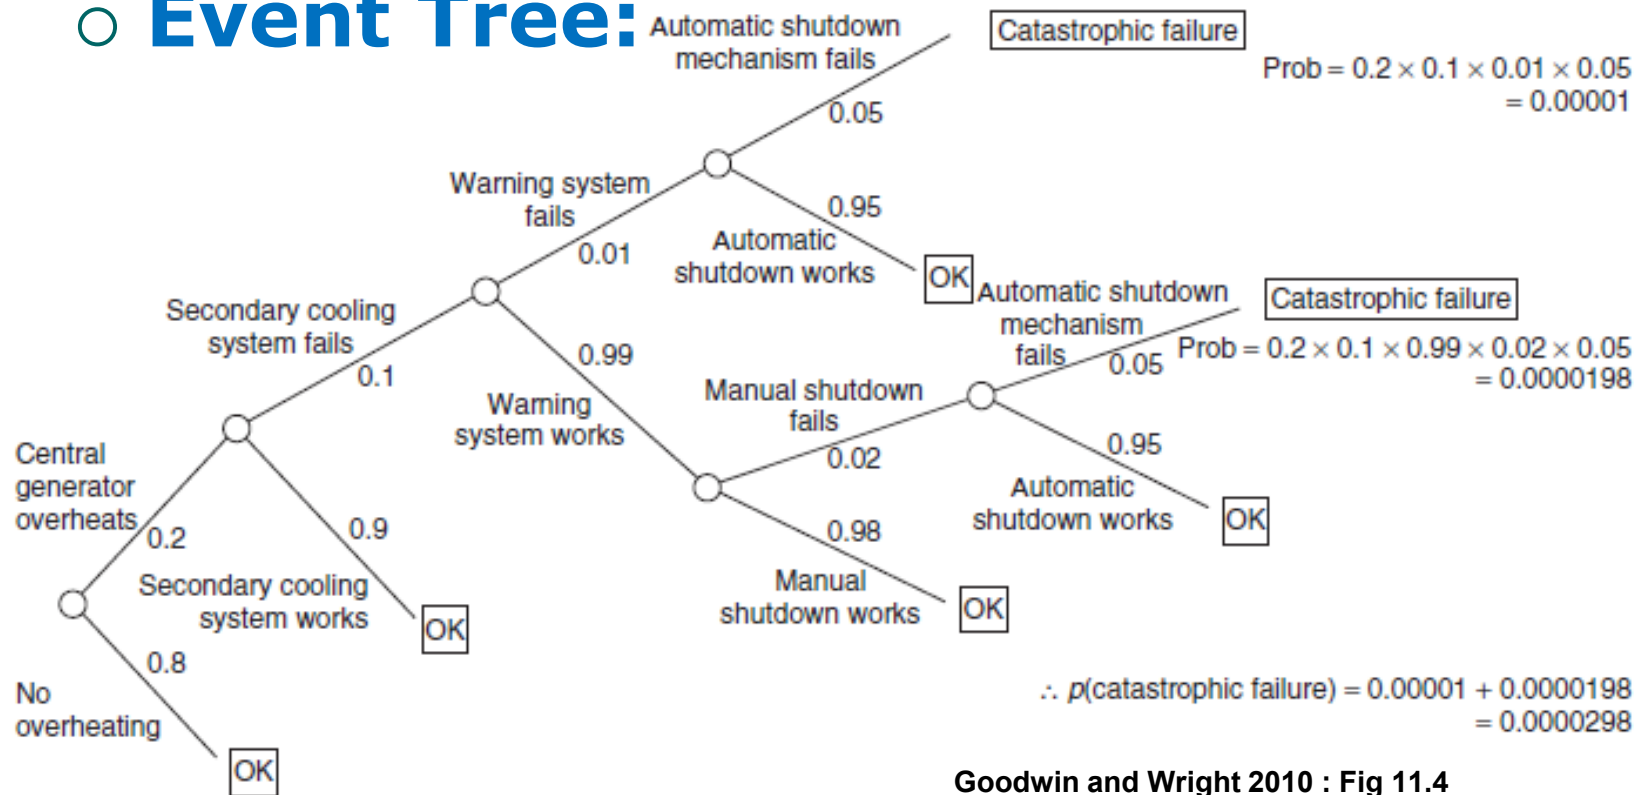 ○ Event Tree:
Automatic shutdown
mechanism fails
Catastrophic failure
Prob = 0.2 × 0.1 × 0.01 × 0.05
= 0.00001
0.05
Warning system
fails
0.01
0.95
Automatic
shutdown works
OK
Automatic shutdown
mechanism
fails
0.05
Catastrophic failure
Prob = 0.2 × 0.1 × 0.99 × 0.02 × 0.05
= 0.0000198
Secondary cooling
system fails
0.1
0.99
Warning
system works
Manual shutdown
fails
0.02
0.95
Automatic
shutdown works
OK
Central
generator
overheats
0.2
0.9
Secondary cooling
system works
OK
0.98
Manual
shutdown works
OK
0.8
No
overheating
OK
∴ p(catastrophic failure) = 0.00001 + 0.0000198
= 0.0000298
Goodwin and Wright 2010 : Fig 11.4